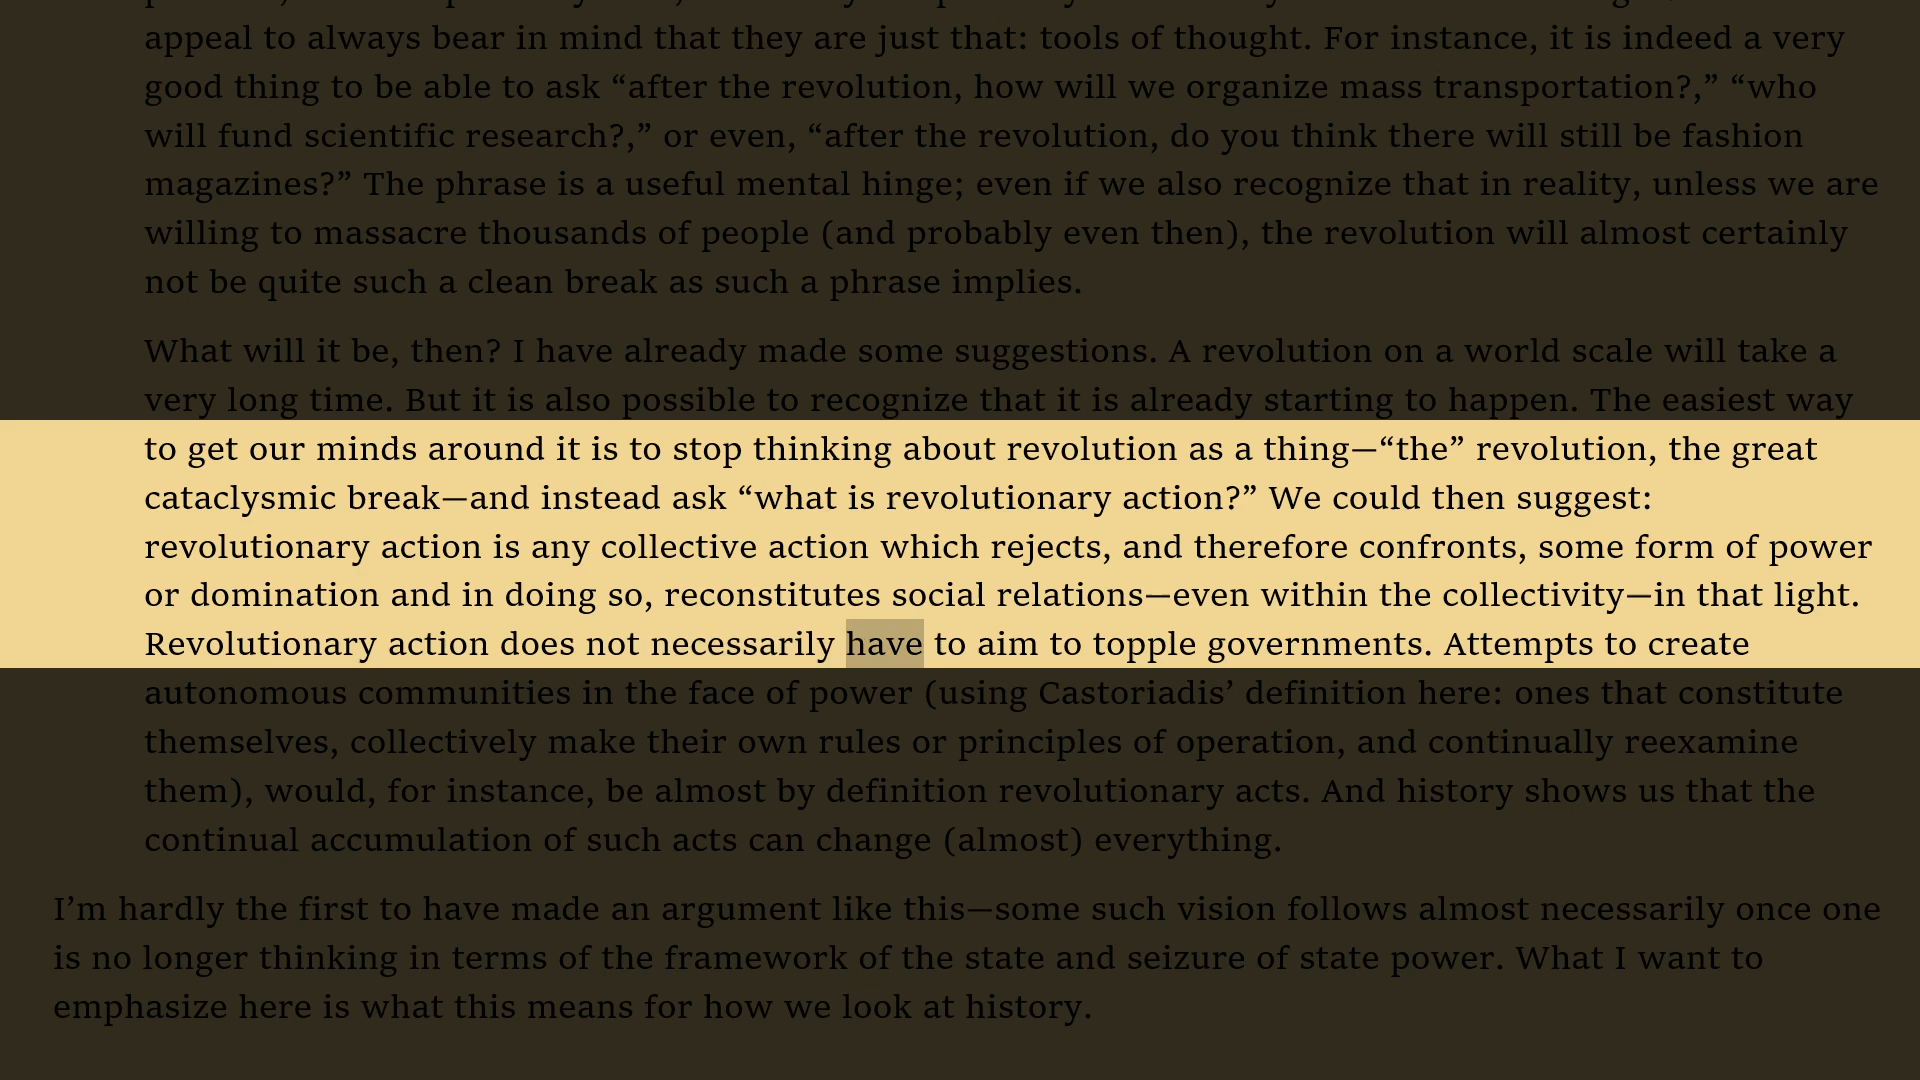 appeal to always bear in mind that they are just that: tools of thought. For instance, it is indeed a very
good thing to be able to ask “after the revolution, how will we organize mass transportation?,” “who
will fund scientific research?,” or even, “after the revolution, do you think there will still be fashion
magazines?” The phrase is a useful mental hinge; even if we also recognize that in reality, unless we are
willing to massacre thousands of people (and probably even then), the revolution will almost certainly
not be quite such a clean break as such a phrase implies.
What will it be, then? I have already made some suggestions. A revolution on a world scale will take a
very long time. But it is also possible to recognize that it is already starting to happen. The easiest way
to get our minds around it is to stop thinking about revolution as a thing—“the” revolution, the great
cataclysmic break—and instead ask “what is revolutionary action?” We could then suggest:
revolutionary action is any collective action which rejects, and therefore confronts, some form of power
or domination and in doing so, reconstitutes social relations—even within the collectivity—in that light.
Revolutionary action does not necessarily have to aim to topple governments. Attempts to create
autonomous communities in the face of power (using Castoriadis’ definition here: ones that constitute
themselves, collectively make their own rules or principles of operation, and continually reexamine
them), would, for instance, be almost by definition revolutionary acts. And history shows us that the
continual accumulation of such acts can change (almost) everything.
I’m hardly the first to have made an argument like this—some such vision follows almost necessarily once one
is no longer thinking in terms of the framework of the state and seizure of state power. What I want to
emphasize here is what this means for how we look at history.